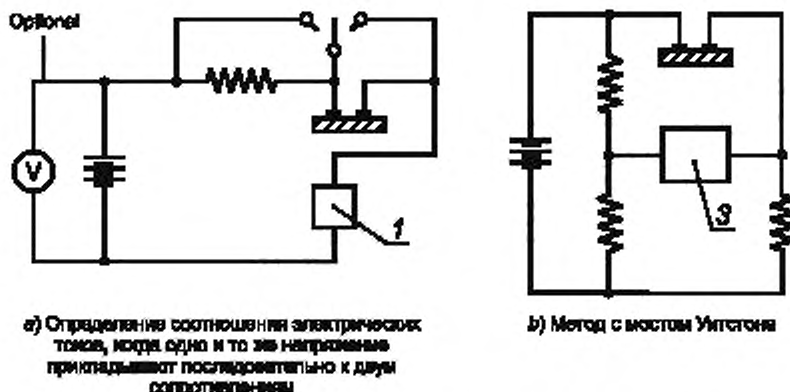 Optional
V
1
3
а) Определение соотношения электрических
токов, когда одно и то же напряжение
прикладывают последовательно к двум
сопротивлениям
b) Метод с мостом Уитстона